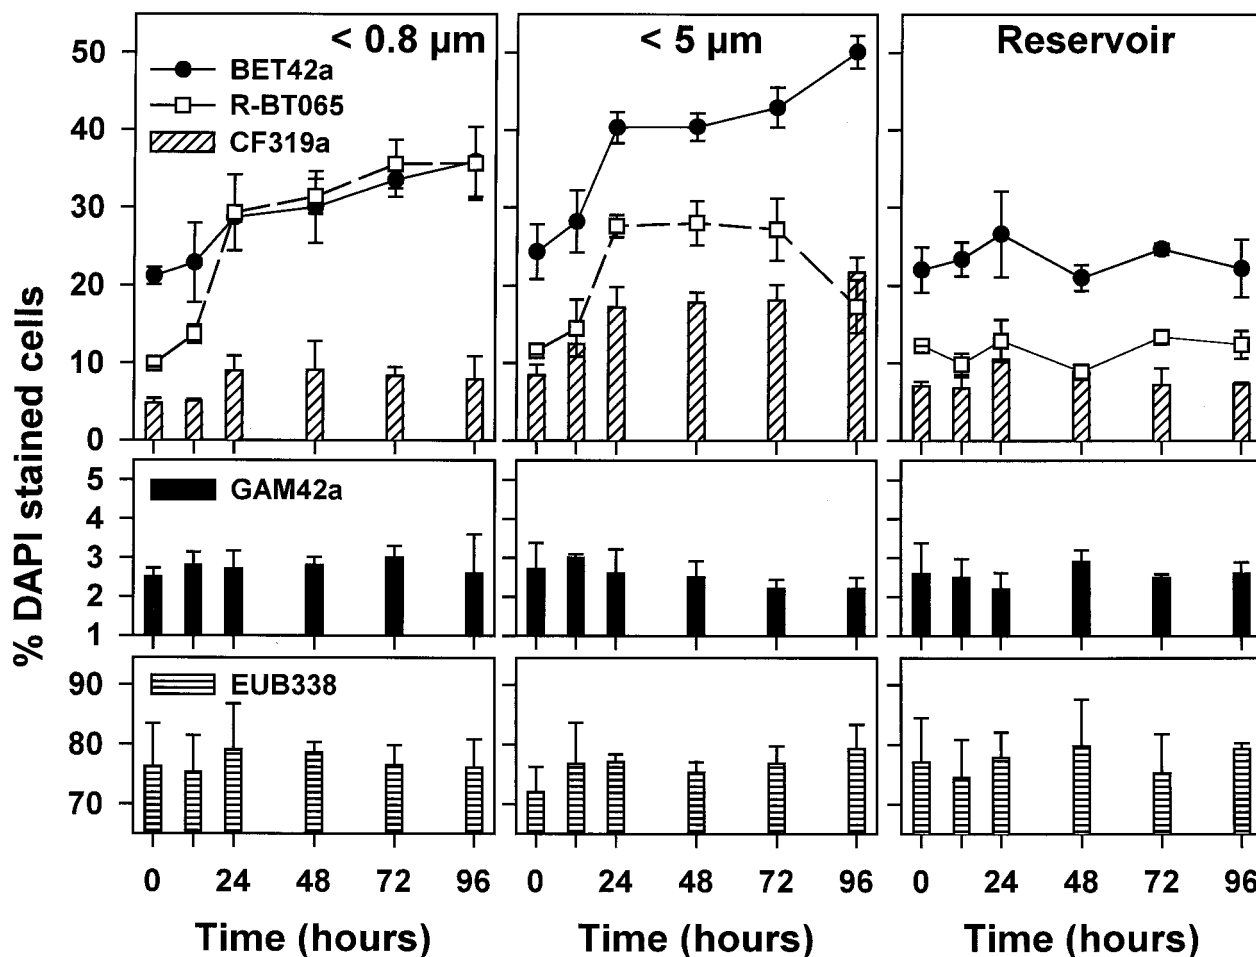 < 0.8 µm
< 5 µm
Reservoir
BET42a
R-BT065
CF319a
50
40
30
20
10
0
% DAPI stained cells
GAM42a
5
4
3
2
1
EUB338
90
80
70
0 24 48 72 96
0 24 48 72 96
0 24 48 72 96
Time (hours)
Time (hours)
Time (hours)